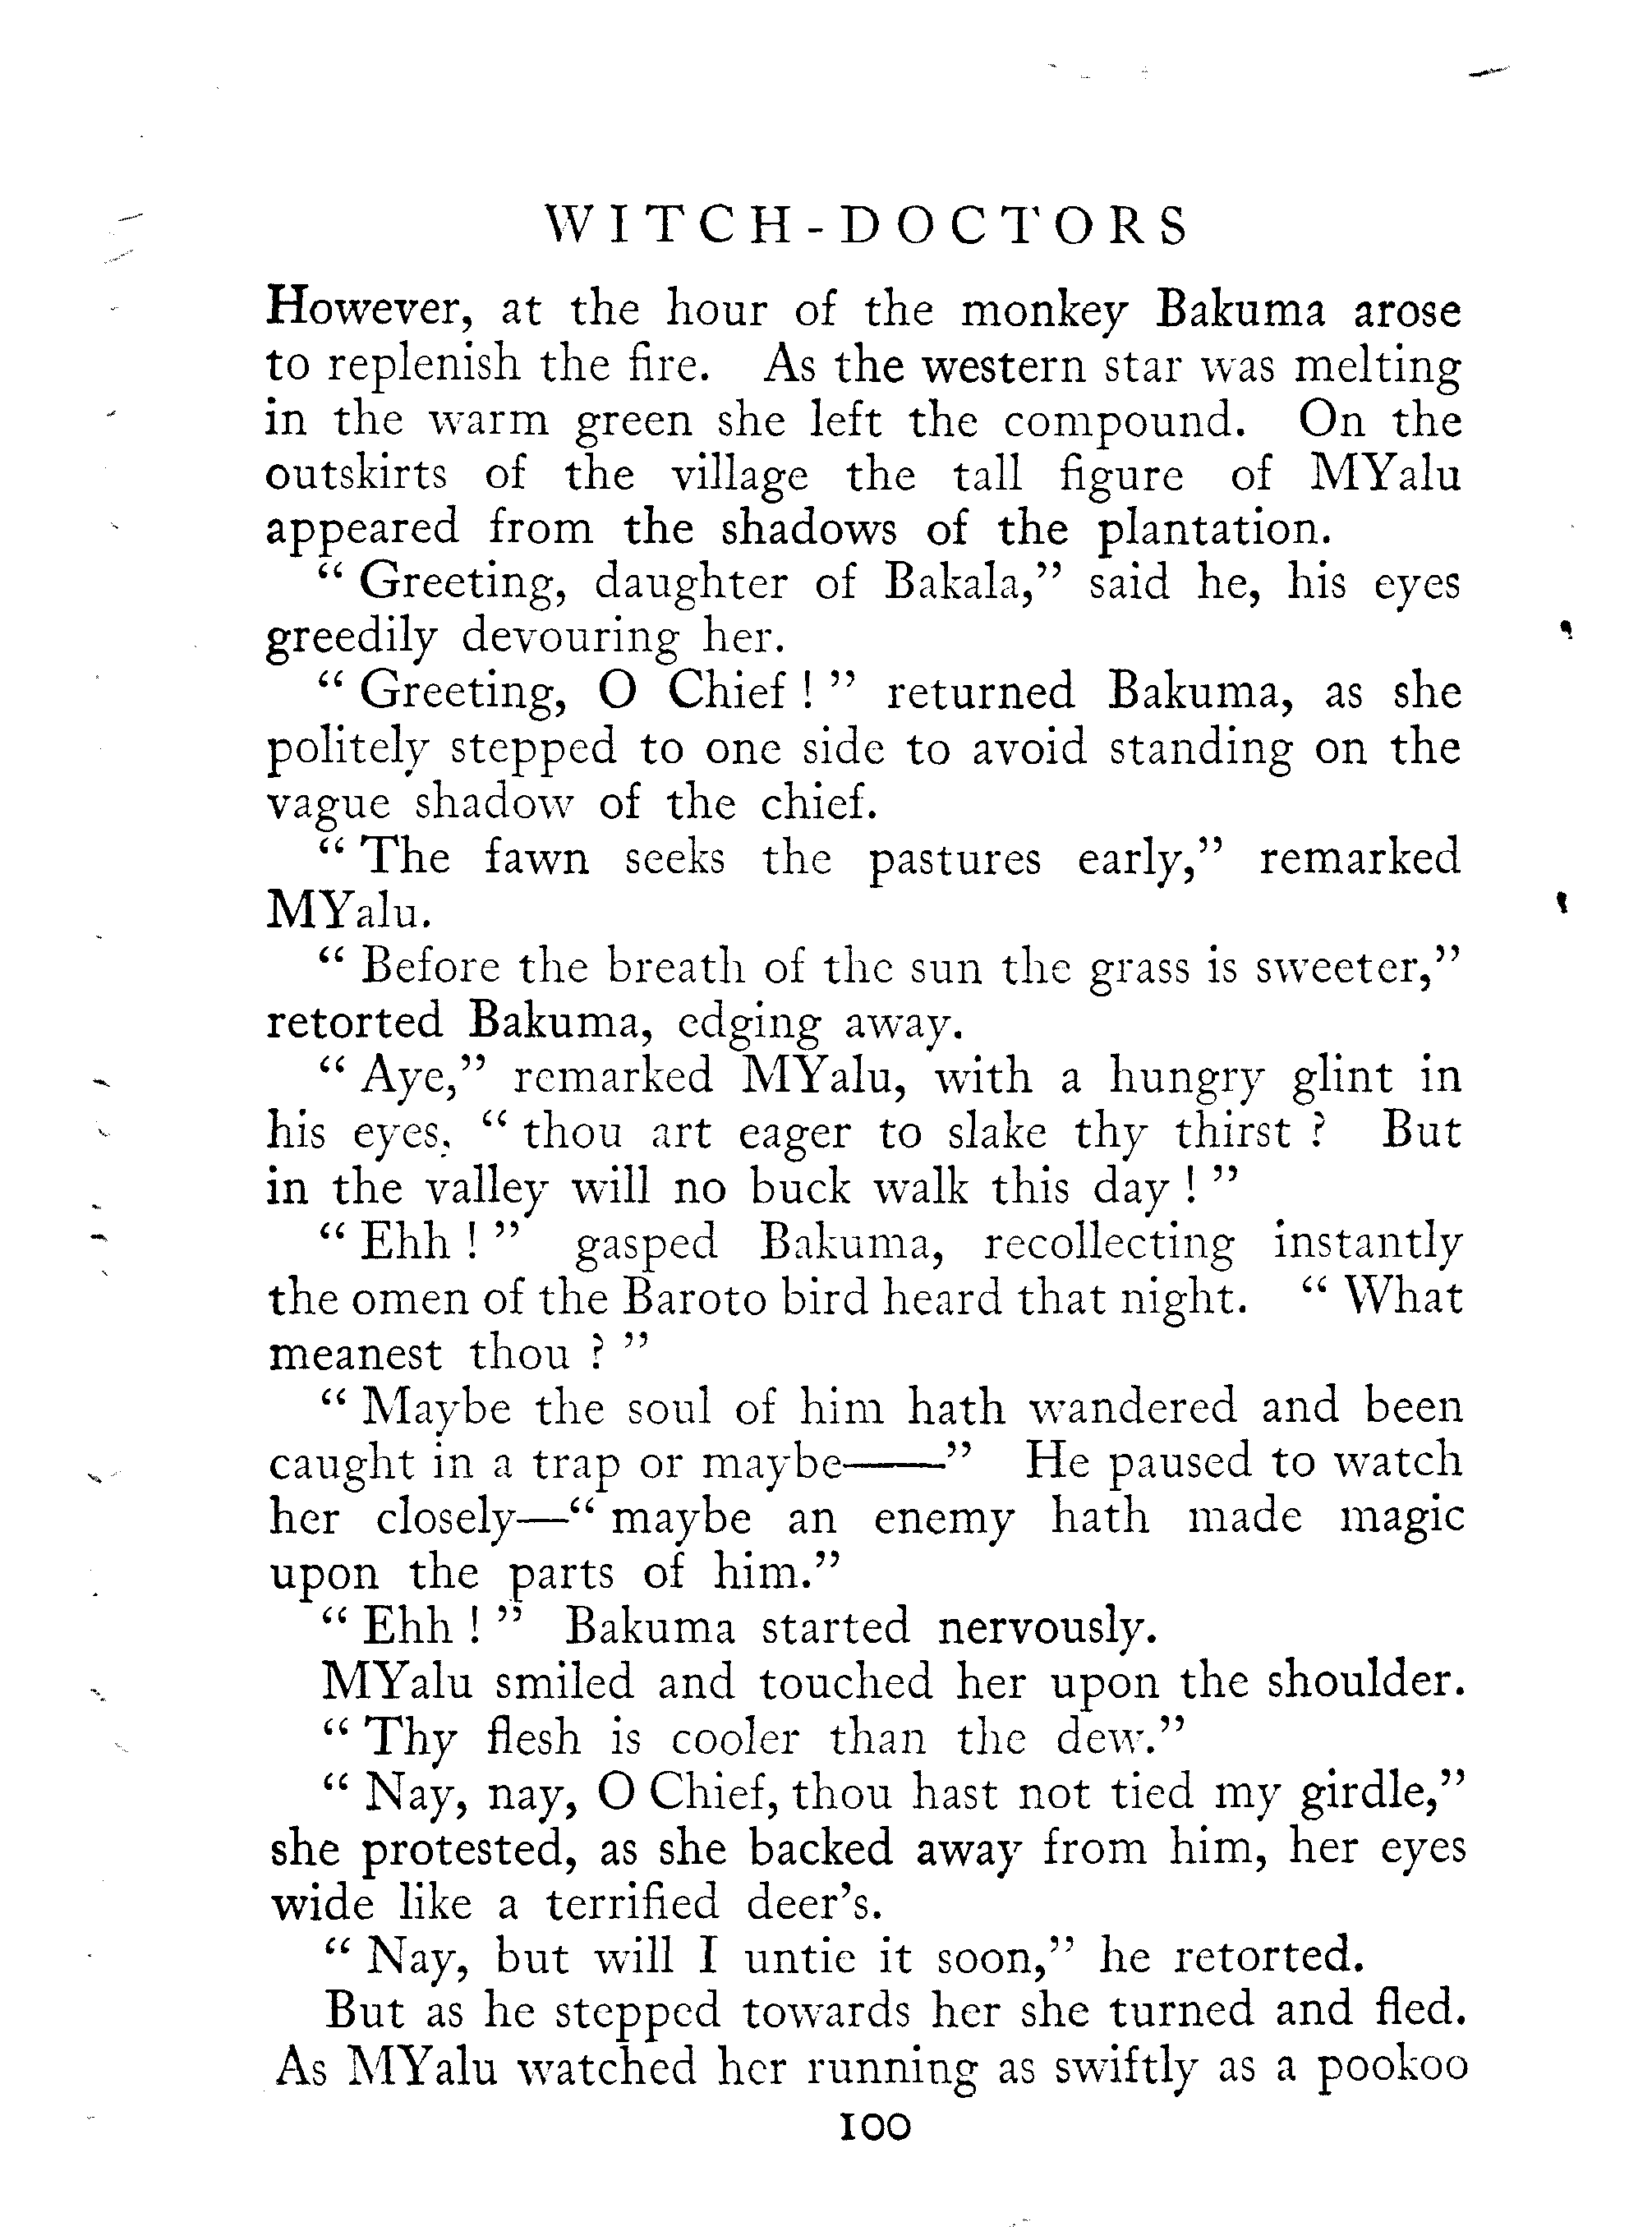 WITCH-DOCTORS
However, at the hour of the monkey Bakuma arose
to replenish the fire. As the western star was melting
in the warm green she left the compound. On the
outskirts of the village the tall figure of MYalu
appeared from the shadows of the plantation.
“ Greeting, daughter of Bakala,” said he, his eyes
greedily devouring her.
“ Greeting, O Chief ! ” returned Bakuma, as she
politely stepped to one side to avoid standing on the
vague shadow of the chief.
“ The fawn seeks the pastures early,” remarked
MYalu.
“ Before the breath of the sun the grass is sweeter,”
retorted Bakuma, edging away.
“ Aye,” remarked MYalu, with a hungry glint in
his eyes, “ thou art eager to slake thy thirst ? But
in the valley will no buck walk this day ! ”
“ Ehh ! ” gasped Bakuma, recollecting instantly
the omen of the Baroto bird heard that night. “ What
meanest thou ? ”
“ Maybe the soul of him hath wandered and been
caught in a trap or maybe——” He paused to watch
her closely—“ maybe an enemy hath made magic
upon the parts of him.”
“ Ehh ! ” Bakuma started nervously.
MYalu smiled and touched her upon the shoulder.
“ Thy flesh is cooler than the dew.”
“ Nay, nay, O Chief, thou hast not tied my girdle,”
she protested, as she backed away from him, her eyes
wide like a terrified deer’s.
“ Nay, but will I untie it soon,” he retorted.
But as he stepped towards her she turned and fled.
As MYalu watched her running as swiftly as a pookoo
100